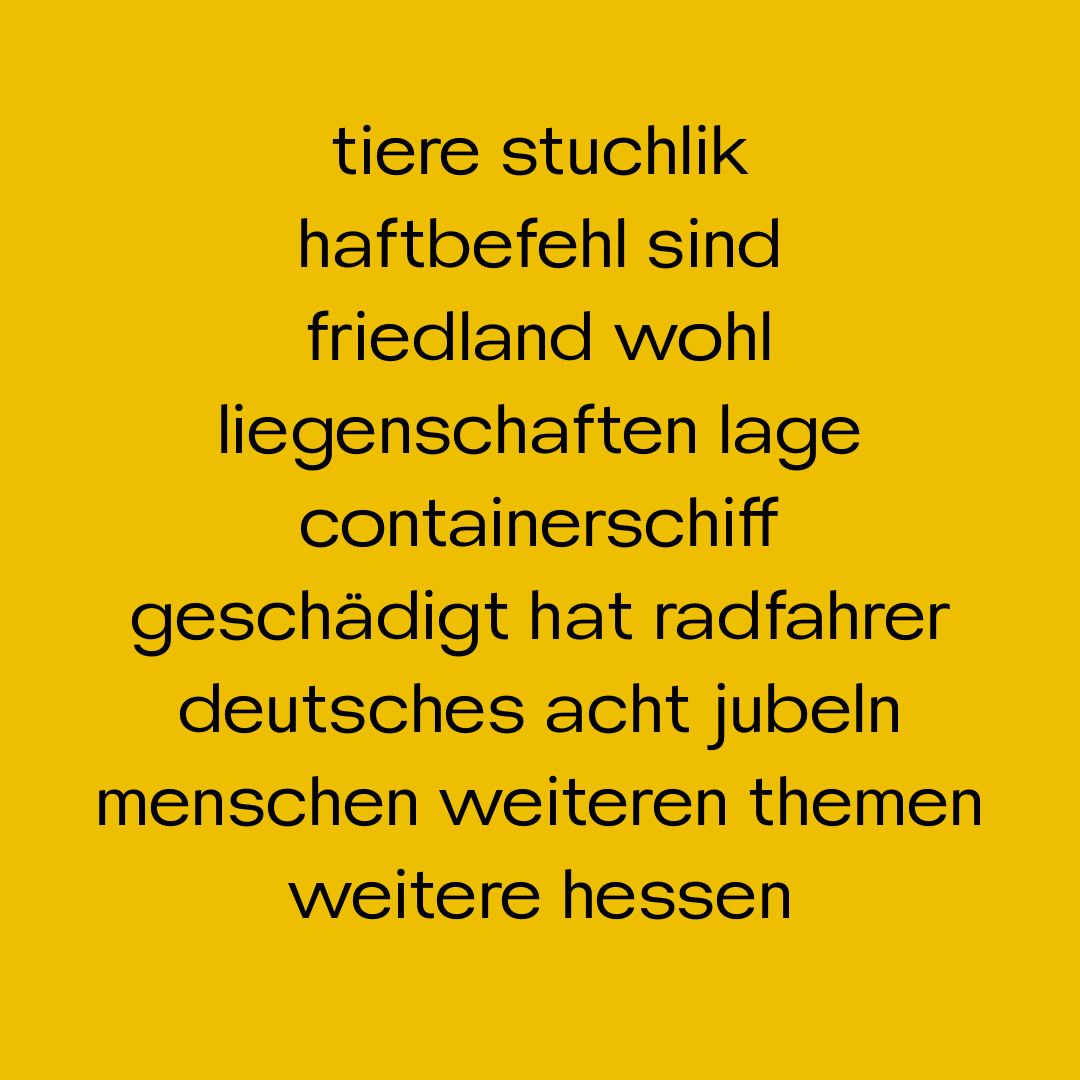 tiere stuchlik
haftbefehl sind
friedland wohl
liegenschaften lage
containerschiff
geschädigt hat radfahrer
deutsches acht jubeln
menschen weiteren themen
weitere hessen